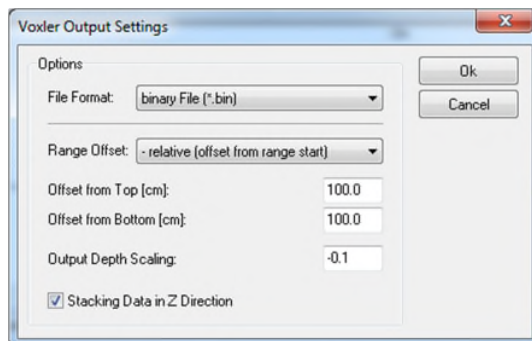 Voxler Output Settings
Options
File Format: binary File (*.bin)
Range Offset: - relative (offset from range start)
Offset from Top [cm]: 100.0
Offset from Bottom [cm]: 100.0
Output Depth Scaling: -0.1
Stacking Data in Z Direction
Ok
Cancel